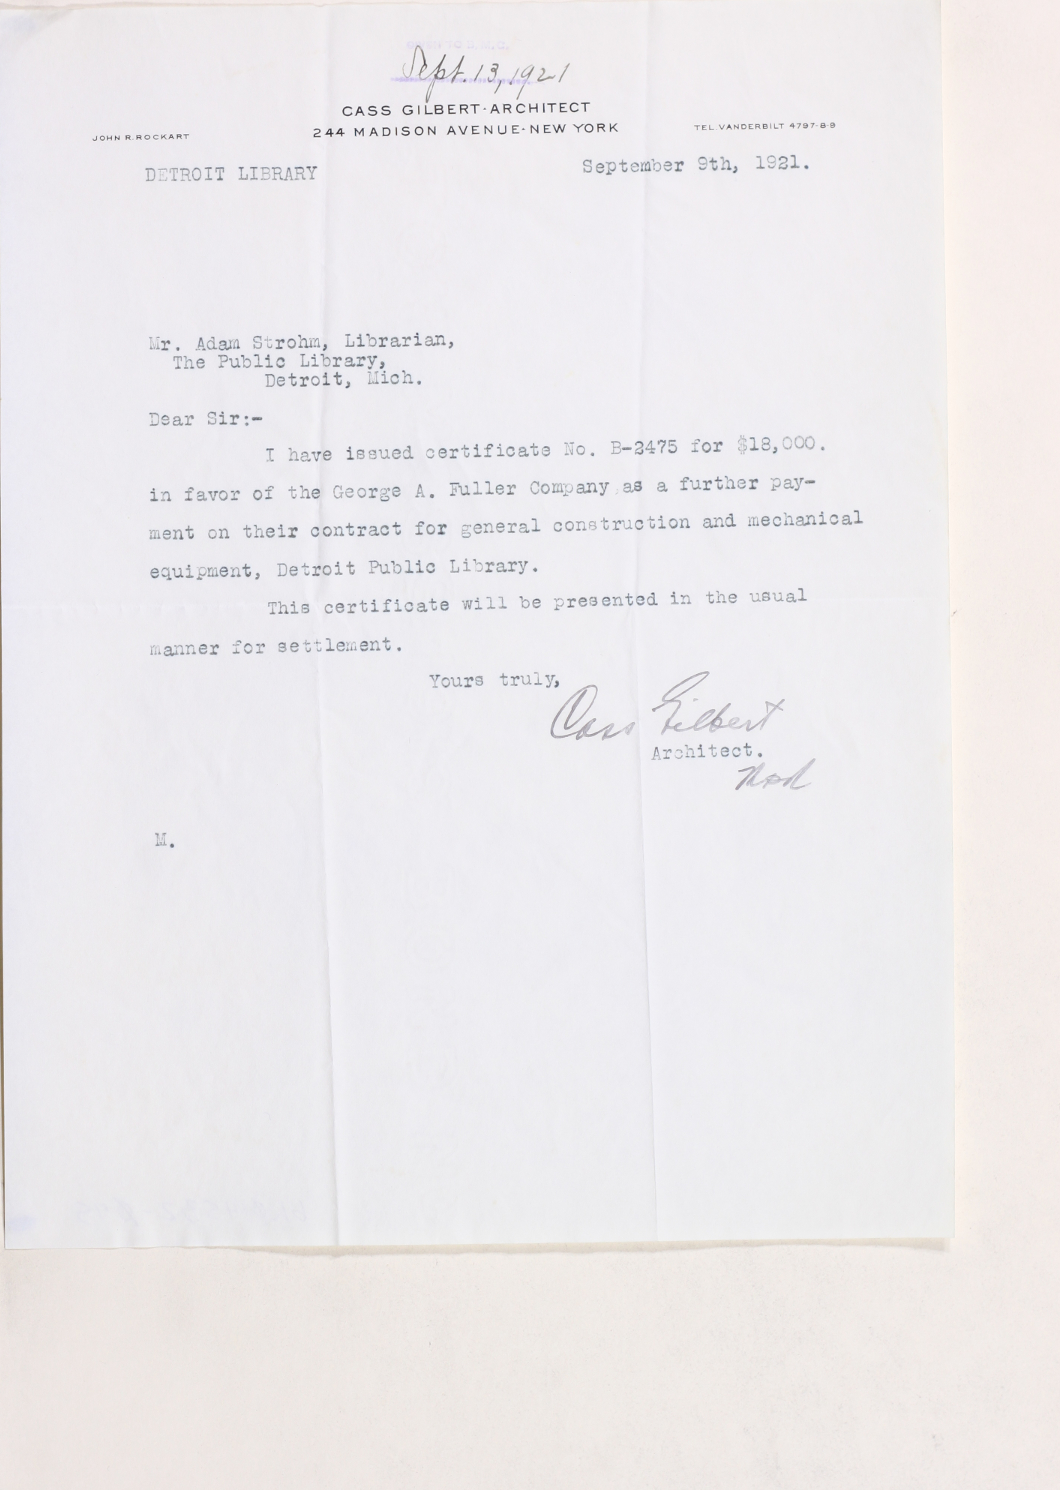 Sept. 13, 1921
CASS GILBERT-ARCHITECT
244 MADISON AVENUE-NEW YORK
JOHN R. ROCKART
TEL. VANDERBILT 4797-8-9
DETROIT LIBRARY
September 9th, 1921.
Mr. Adam Strohm, Librarian,
The Public Library,
Detroit, Mich.
Dear Sir:-
I have issued certificate No. B-2475 for $18,000.
in favor of the George A. Fuller Company as a further pay-
ment on their contract for general construction and mechanical
equipment, Detroit Public Library.
This certificate will be presented in the usual
manner for settlement.
Yours truly,
Cass Gilbert
Architect.
M.